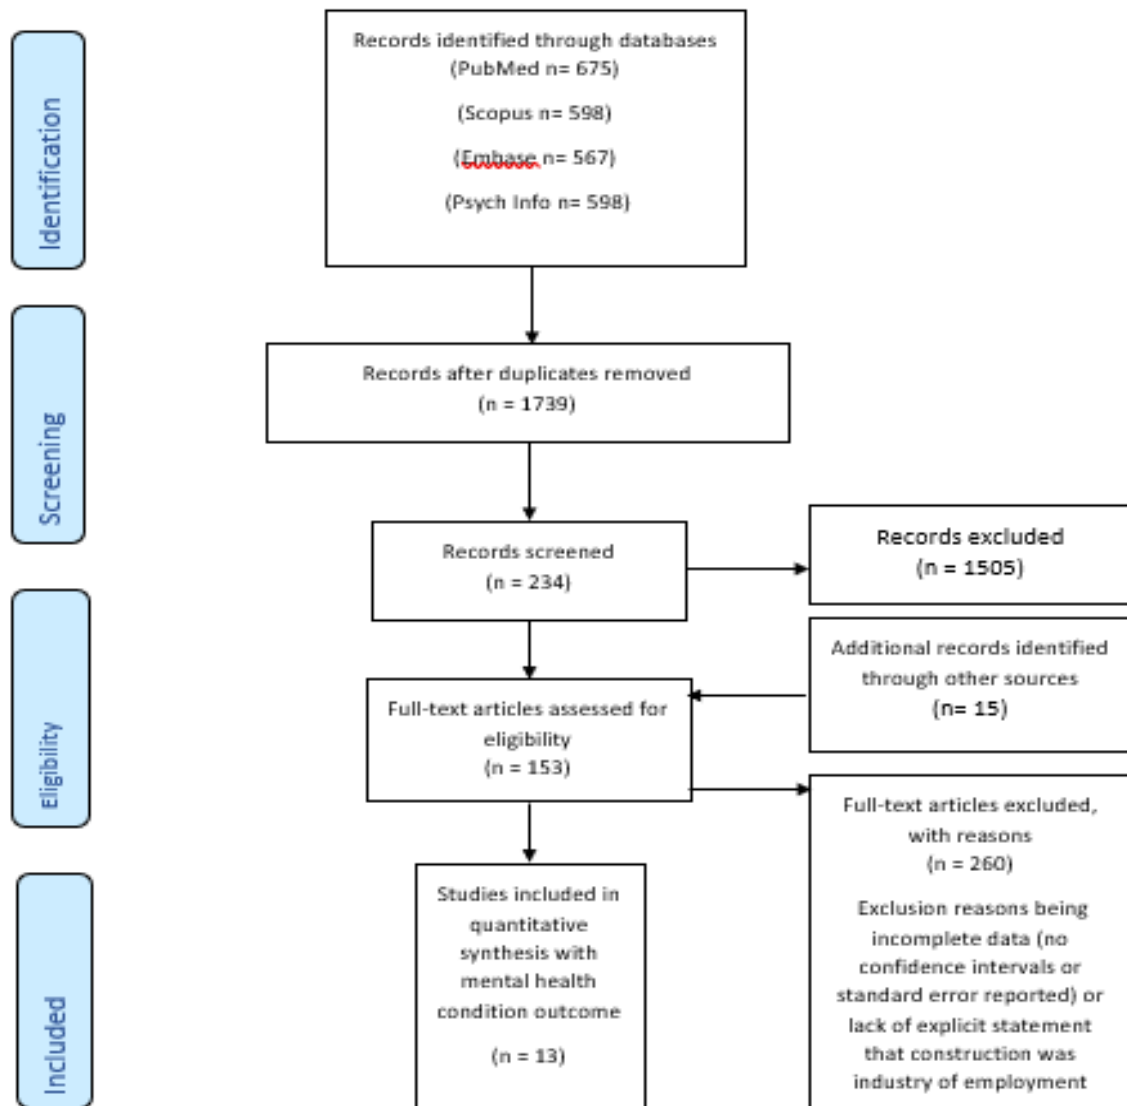 Identification
Records identified through databases
(PubMed n= 675)
(Scopus n= 598)
(Embase n= 567)
(Psych Info n= 598)
Screening
Records after duplicates removed
(n = 1739)
Records screened
(n = 234)
Records excluded
(n = 1505)
Eligibility
Additional records identified
through other sources
(n= 15)
Full-text articles assessed for
eligibility
(n = 153)
Full-text articles excluded,
with reasons
(n = 260)
Exclusion reasons being
incomplete data (no
confidence intervals or
standard error reported) or
lack of explicit statement
that construction was
industry of employment
Included
Studies included in
quantitative
synthesis with
mental health
condition outcome
(n = 13)